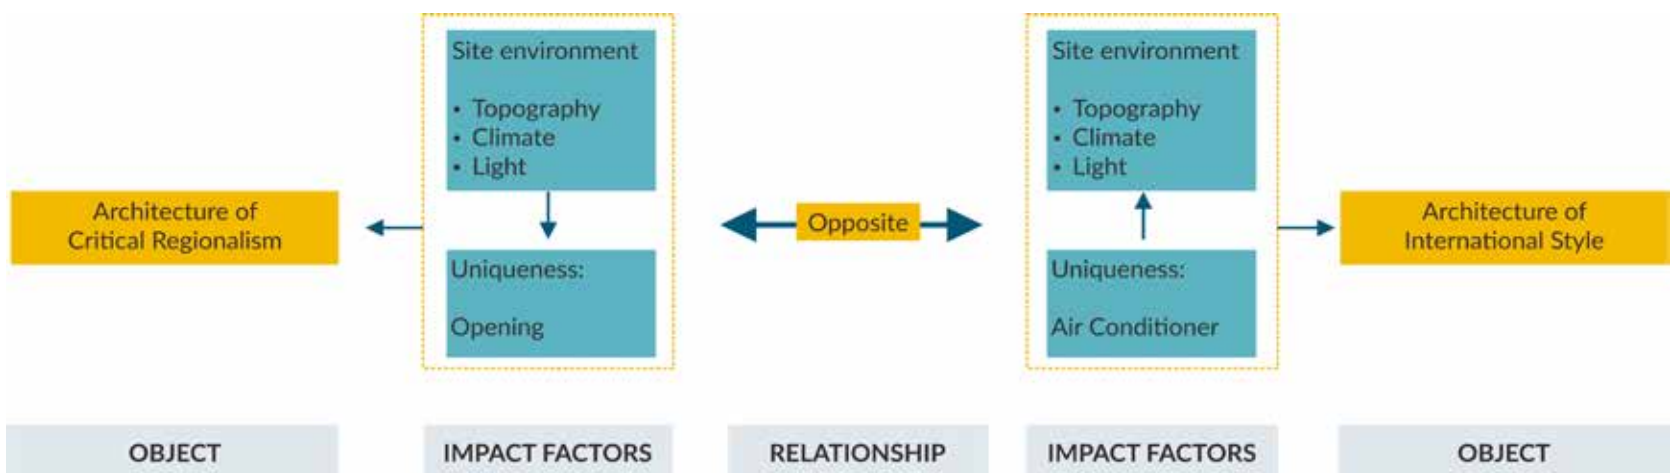 Architecture of
Critical Regionalism
Site environment
• Topography
• Climate
• Light
Uniqueness:
Opening
Opposite
Site environment
• Topography
• Climate
• Light
Uniqueness:
Air Conditioner
Architecture of
International Style
OBJECT
IMPACT FACTORS
RELATIONSHIP
IMPACT FACTORS
OBJECT